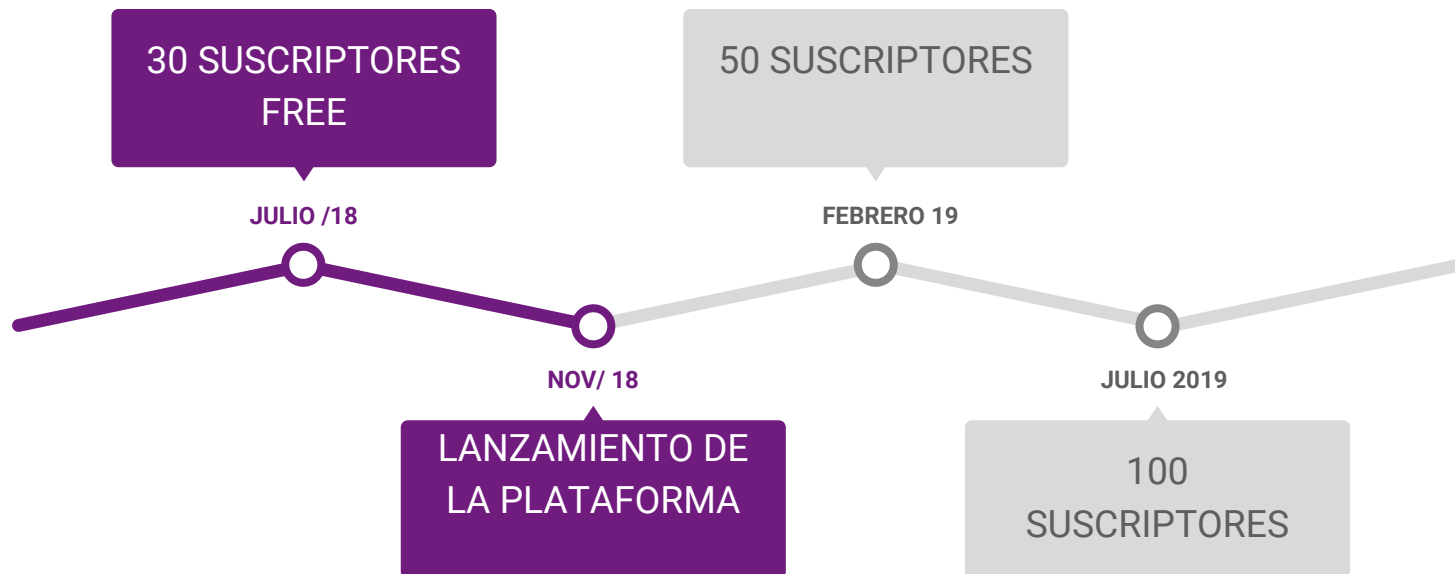 30 SUSCRIPTORES
FREE
JULIO /18
NOV/ 18
LANZAMIENTO DE
LA PLATAFORMA
50 SUSCRIPTORES
FEBRERO 19
JULIO 2019
100
SUSCRIPTORES